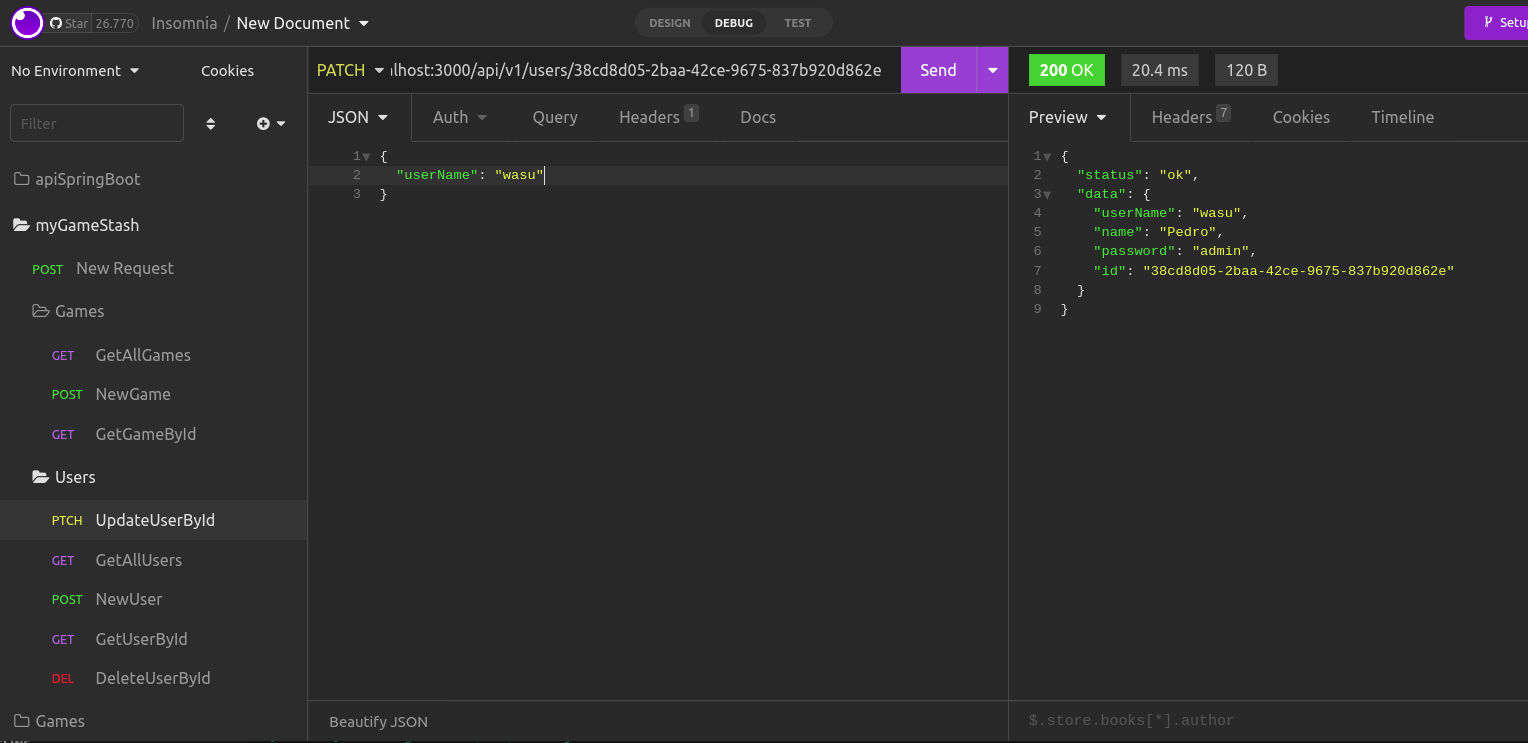 Star 26.770 Insomnia / New Document DESIGN DEBUG TEST
No Environment Cookies PATCH lhost:3000/api/v1/users/38cd8d05-2baa-42ce-9675-837b920d862e Send 200 OK 20.4 ms 120 B
Filter
JSON Auth Query Headers 1 Docs
Preview Headers 7 Cookies Timeline
apiSpringBoot
myGameStash
POST New Request
Games
GET GetAllGames
POST NewGame
GET GetGameById
Users
PTCH UpdateUserById
GET GetAllUsers
POST NewUser
GET GetUserById
DEL DeleteUserById
Games
1 {
2 "userName": "wasu"
3 }
Beautify JSON
1 {
2 "status": "ok",
3 "data": {
4 "userName": "wasu",
5 "name": "Pedro",
6 "password": "admin",
7 "id": "38cd8d05-2baa-42ce-9675-837b920d862e"
8 }
9 }
$.store.books[*].author